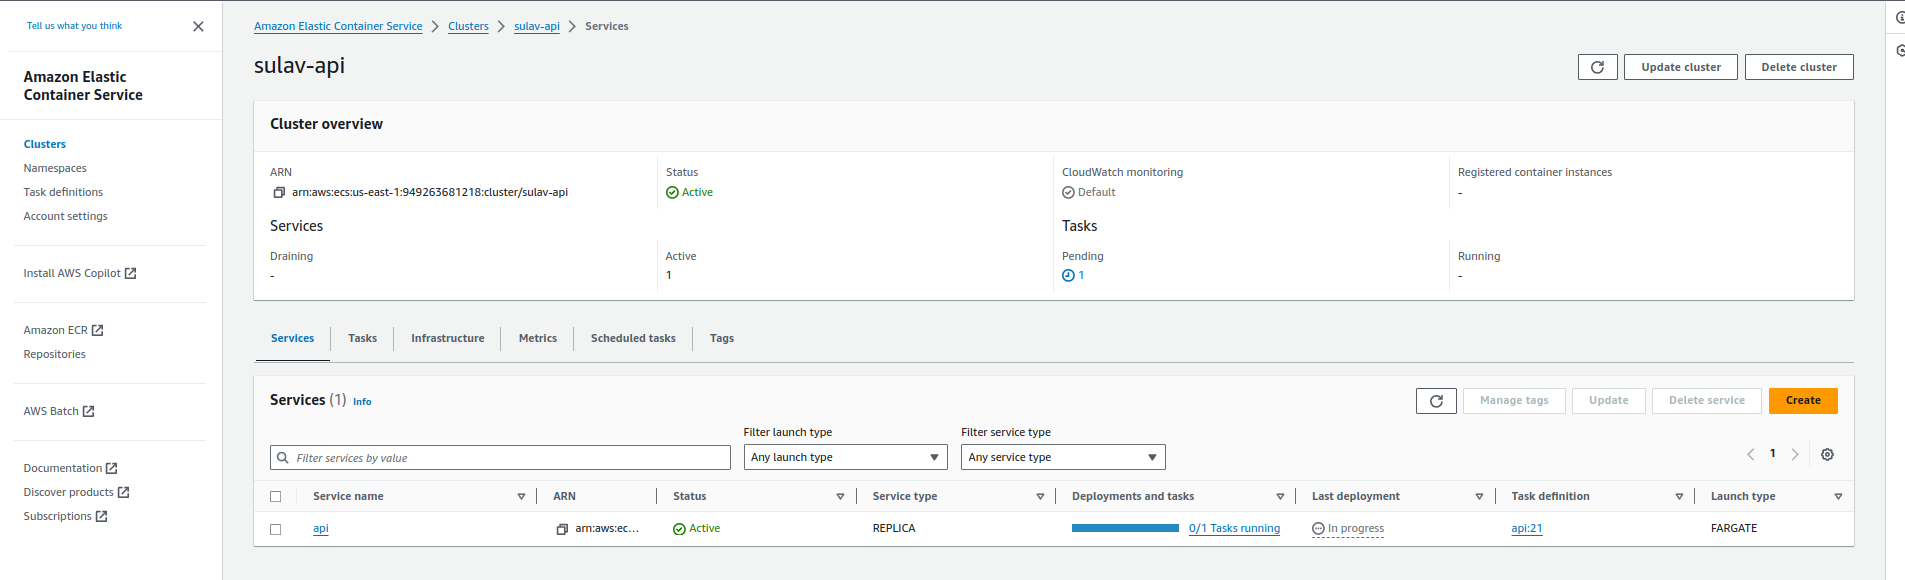 Tell us what you think
Amazon Elastic Container Service
Clusters
Namespaces
Task definitions
Account settings
Install AWS Copilot
Amazon ECR
Repositories
AWS Batch
Documentation
Discover products
Subscriptions
Amazon Elastic Container Service > Clusters > sulav-api > Services
sulav-api
Update cluster
Delete cluster
Cluster overview
ARN
arn:aws:ecs:us-east-1:949263681218:cluster/sulav-api
Status
Active
CloudWatch monitoring
Default
Registered container instances
-
Services
Tasks
Draining
-
Active
1
Pending
1
Running
-
Services Tasks Infrastructure Metrics Scheduled tasks Tags
Services (1) Info
Manage tags Update Delete service Create
Filter services by value
Filter launch type
Any launch type
Filter service type
Any service type
1
Service name ARN Status Service type Deployments and tasks Last deployment Task definition Launch type
api arn:aws:ec... Active REPLICA 0/1 Tasks running In progress api:21 FARGATE